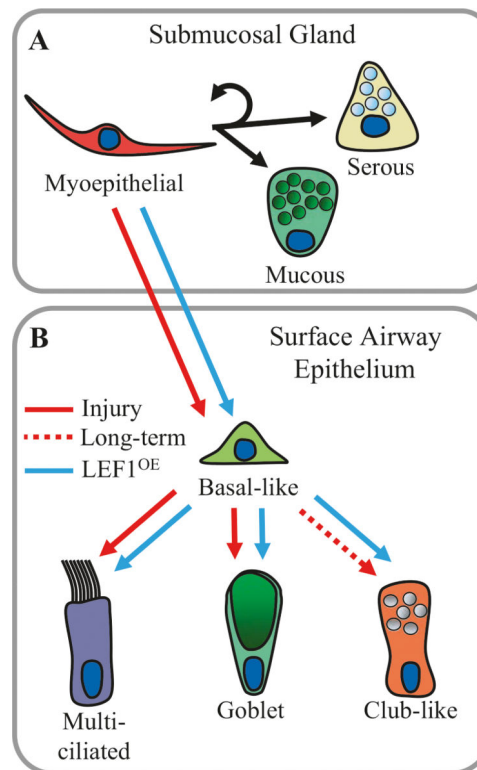 A
Submucosal Gland
Myoepithelial
Serous
Mucous
B
Surface Airway
Epithelium
Injury
Long-term
LEF1ᴼᴱ
Basal-like
Multi-
ciliated
Goblet
Club-like